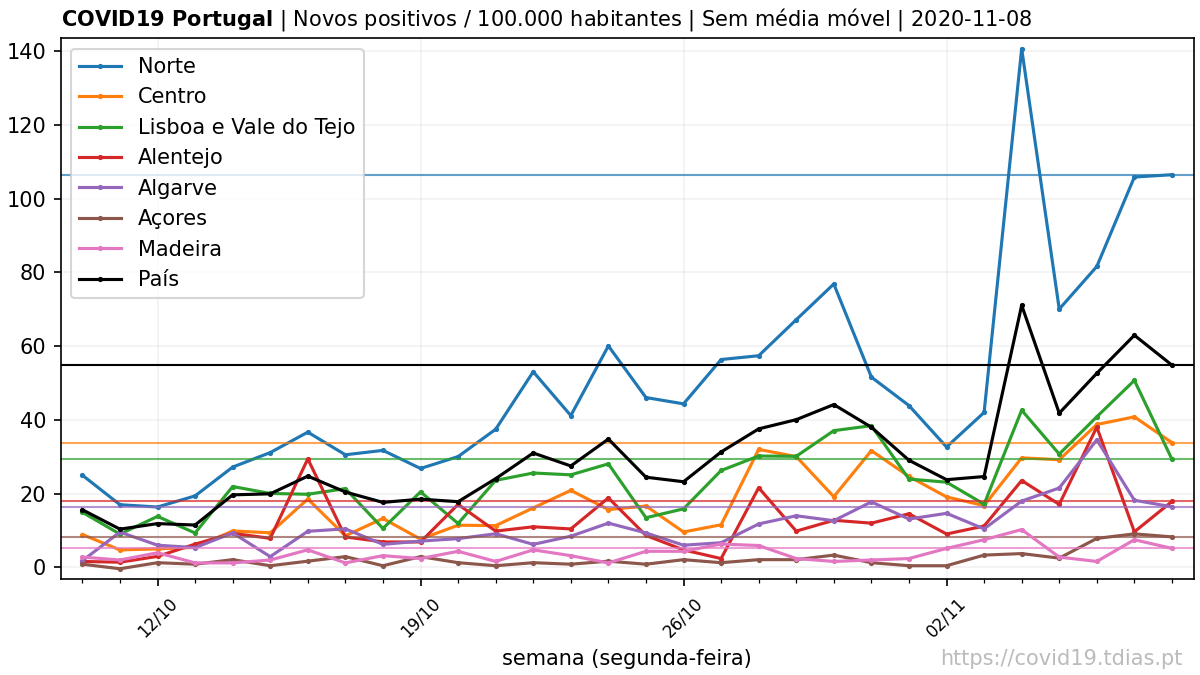 COVID19 Portugal | Novos positivos / 100.000 habitantes | Sem média móvel | 2020-11-08
140
120
100
80
60
40
20
0
Norte
Centro
Lisboa e Vale do Tejo
Alentejo
Algarve
Açores
Madeira
País
12/10
19/10
26/10
02/11
semana (segunda-feira)
https://covid19.tdias.pt